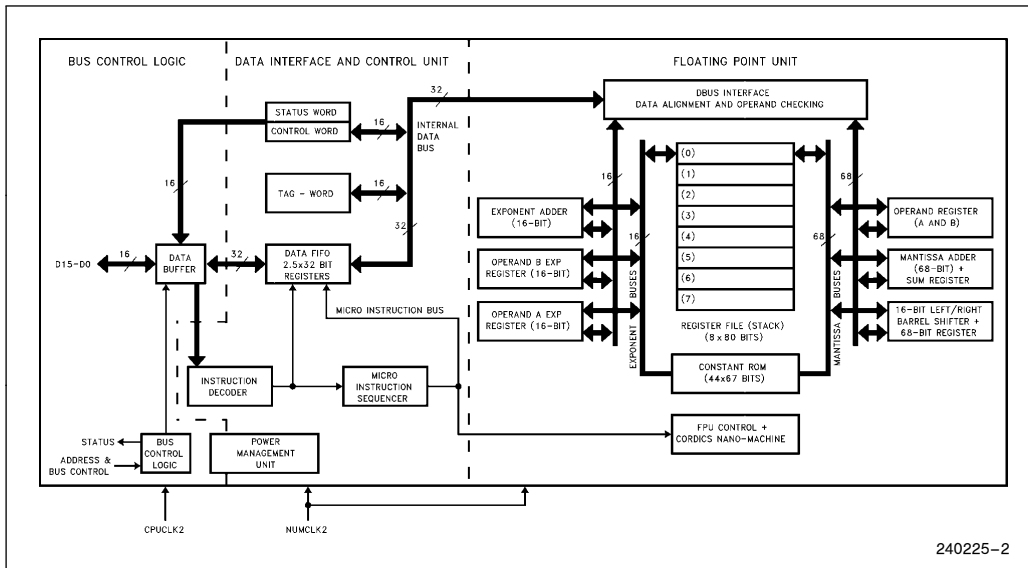 BUS CONTROL LOGIC
DATA INTERFACE AND CONTROL UNIT
FLOATING POINT UNIT
STATUS WORD
CONTROL WORD
16
32
INTERNAL
DATA
BUS
DBUS INTERFACE
DATA ALIGNMENT AND OPERAND CHECKING
16
TAG - WORD
16
32
D15-D0
16
DATA
BUFFER
32
DATA FIFO
2.5x32 BIT
REGISTERS
MICRO INSTRUCTION BUS
INSTRUCTION
DECODER
MICRO
INSTRUCTION
SEQUENCER
STATUS
ADDRESS &
BUS CONTROL
BUS
CONTROL
LOGIC
POWER
MANAGEMENT
UNIT
CPUCLK2
NUMCLK2
16
EXPONENT ADDER
(16-BIT)
OPERAND B EXP
REGISTER (16-BIT)
OPERAND A EXP
REGISTER (16-BIT)
16
EXPONENT BUSES
(0)
(1)
(2)
(3)
(4)
(5)
(6)
(7)
REGISTER FILE (STACK)
(8x80 BITS)
CONSTANT ROM
(44x67 BITS)
FPU CONTROL +
CORDICS NANO-MACHINE
68
68
MANTISSA BUSES
OPERAND REGISTER
(A AND B)
MANTISSA ADDER
(68-BIT) +
SUM REGISTER
16-BIT LEFT/RIGHT
BARREL SHIFTER +
68-BIT REGISTER
240225-2